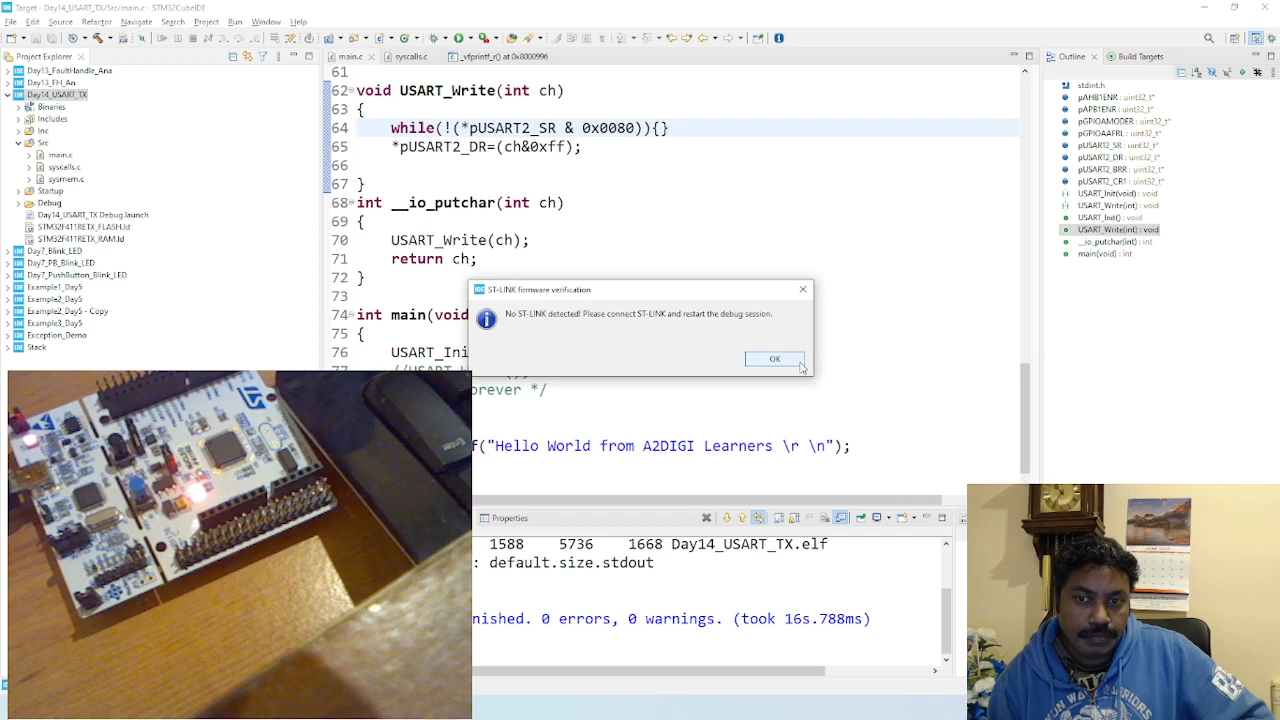 Target - Day14_USART_TX/Src/main.c - STM32CubeIDE
File Edit Source Refactor Navigate Search Project Run Window Help
Project Explorer
Day13_FaultHandle_Ana
Day13_FH_An
Day14_USART_TX
Binaries
Includes
Inc
Src
main.c
syscalls.c
sysmem.c
Startup
Debug
Day14_USART_TX Debug.launch
STM32F411RETX_FLASH.ld
STM32F411RETX_RAM.ld
Day7_Blink_LED
Day7_PB_Blink_LED
Day7_PushButton_Blink_LED
Example1_Day5
Example2_Day5
Example2_Day5 - Copy
Example3_Day5
Exception_Demo
Stack
main.c syscalls.c _vfprintf_r() at 0x8000996
61
62 void USART_Write(int ch)
63 {
64 while(!(*pUSART2_SR & 0x0080)){}
65 *pUSART2_DR=(ch&0xff);
66
67 }
68 int __io_putchar(int ch)
69 {
70 USART_Write(ch);
71 return ch;
72 }
73
74 int main(void
75 {
76 USART_Ini
77
orever */
f("Hello World from A2DIGI Learners \r \n");
ST-LINK firmware verification
No ST-LINK detected! Please connect ST-LINK and restart the debug session.
OK
Properties
1588 5736 1668 Day14_USART_TX.elf
: default.size.stdout
nished. 0 errors, 0 warnings. (took 16s.788ms)
Outline Build Targets
stdint.h
pAHB1ENR : uint32_t*
pAPB1ENR : uint32_t*
pGPIOAMODER : uint32_t*
pGPIOAAFRL : uint32_t*
pUSART2_SR : uint32_t*
pUSART2_DR : uint32_t*
pUSART2_BRR : uint32_t*
pUSART2_CR1 : uint32_t*
USART_Init(void) : void
USART_Write(int) : void
USART_Init() : void
USART_Write(int) : void
__io_putchar(int) : int
main(void) : int
Enter